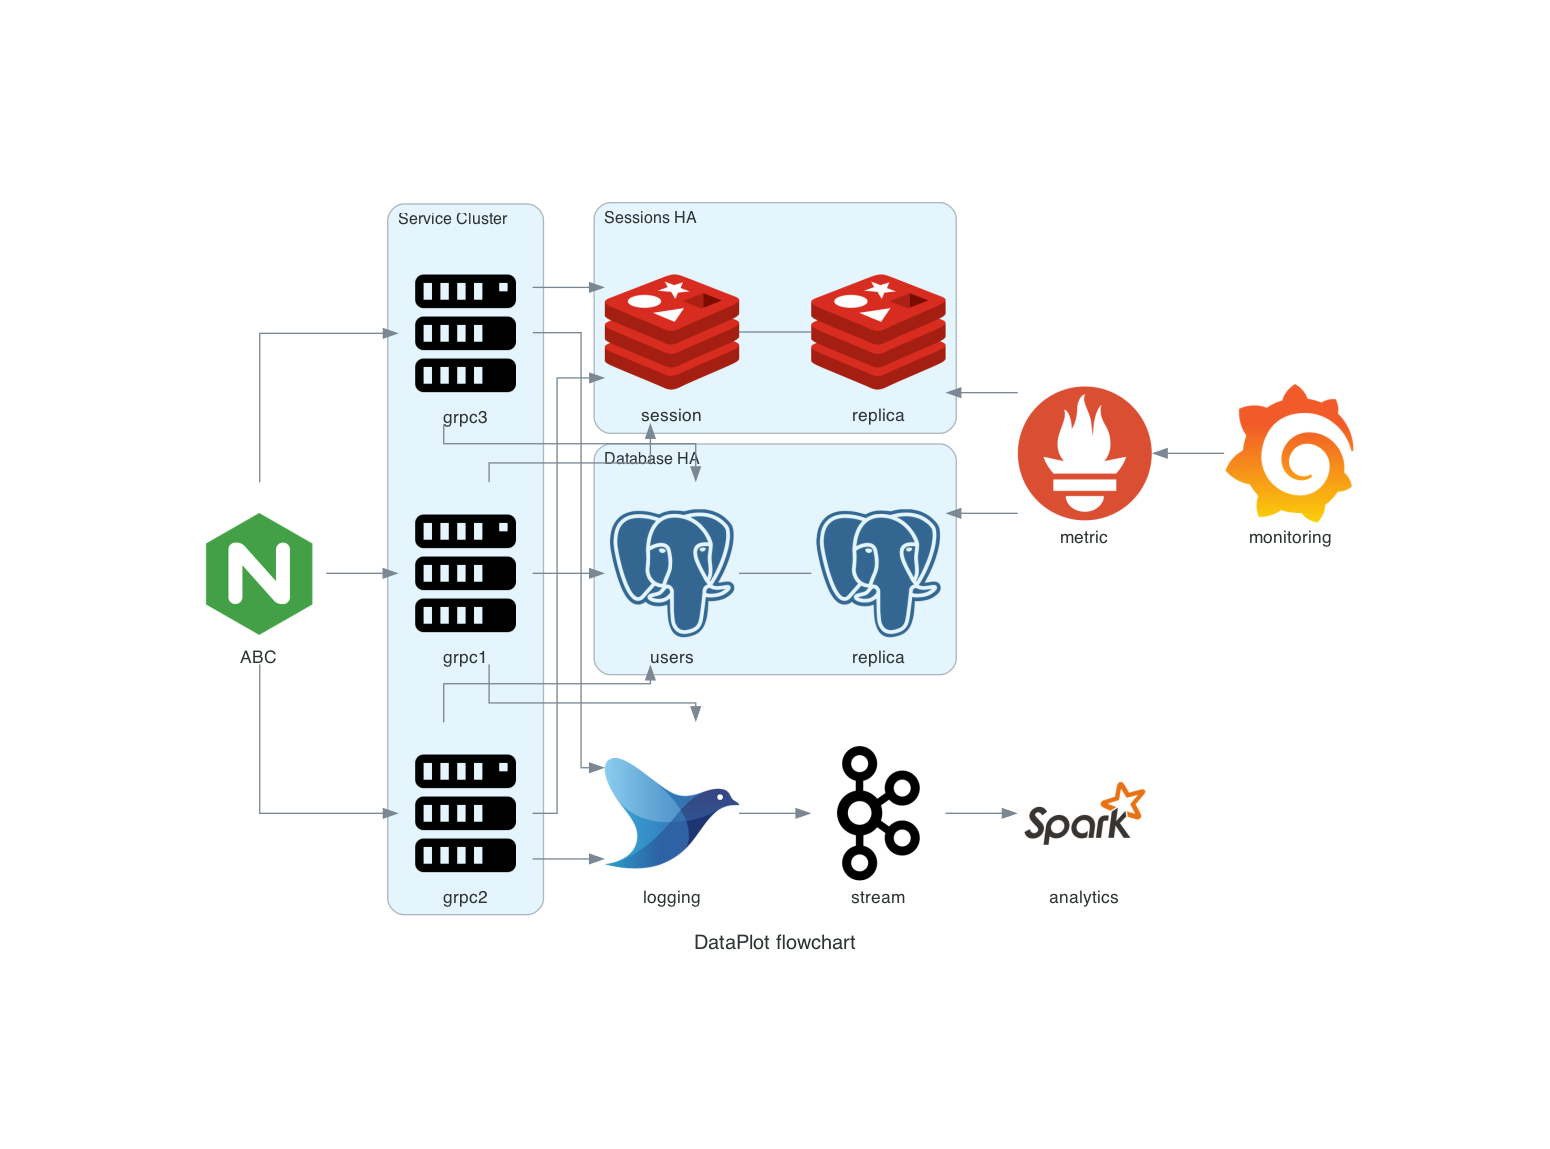 Service Cluster
Sessions HA
grpc3
session
replica
Database HA
metric
monitoring
N
ABC
grpc1
users
replica
Spark
grpc2
logging
stream
analytics
DataPlot flowchart